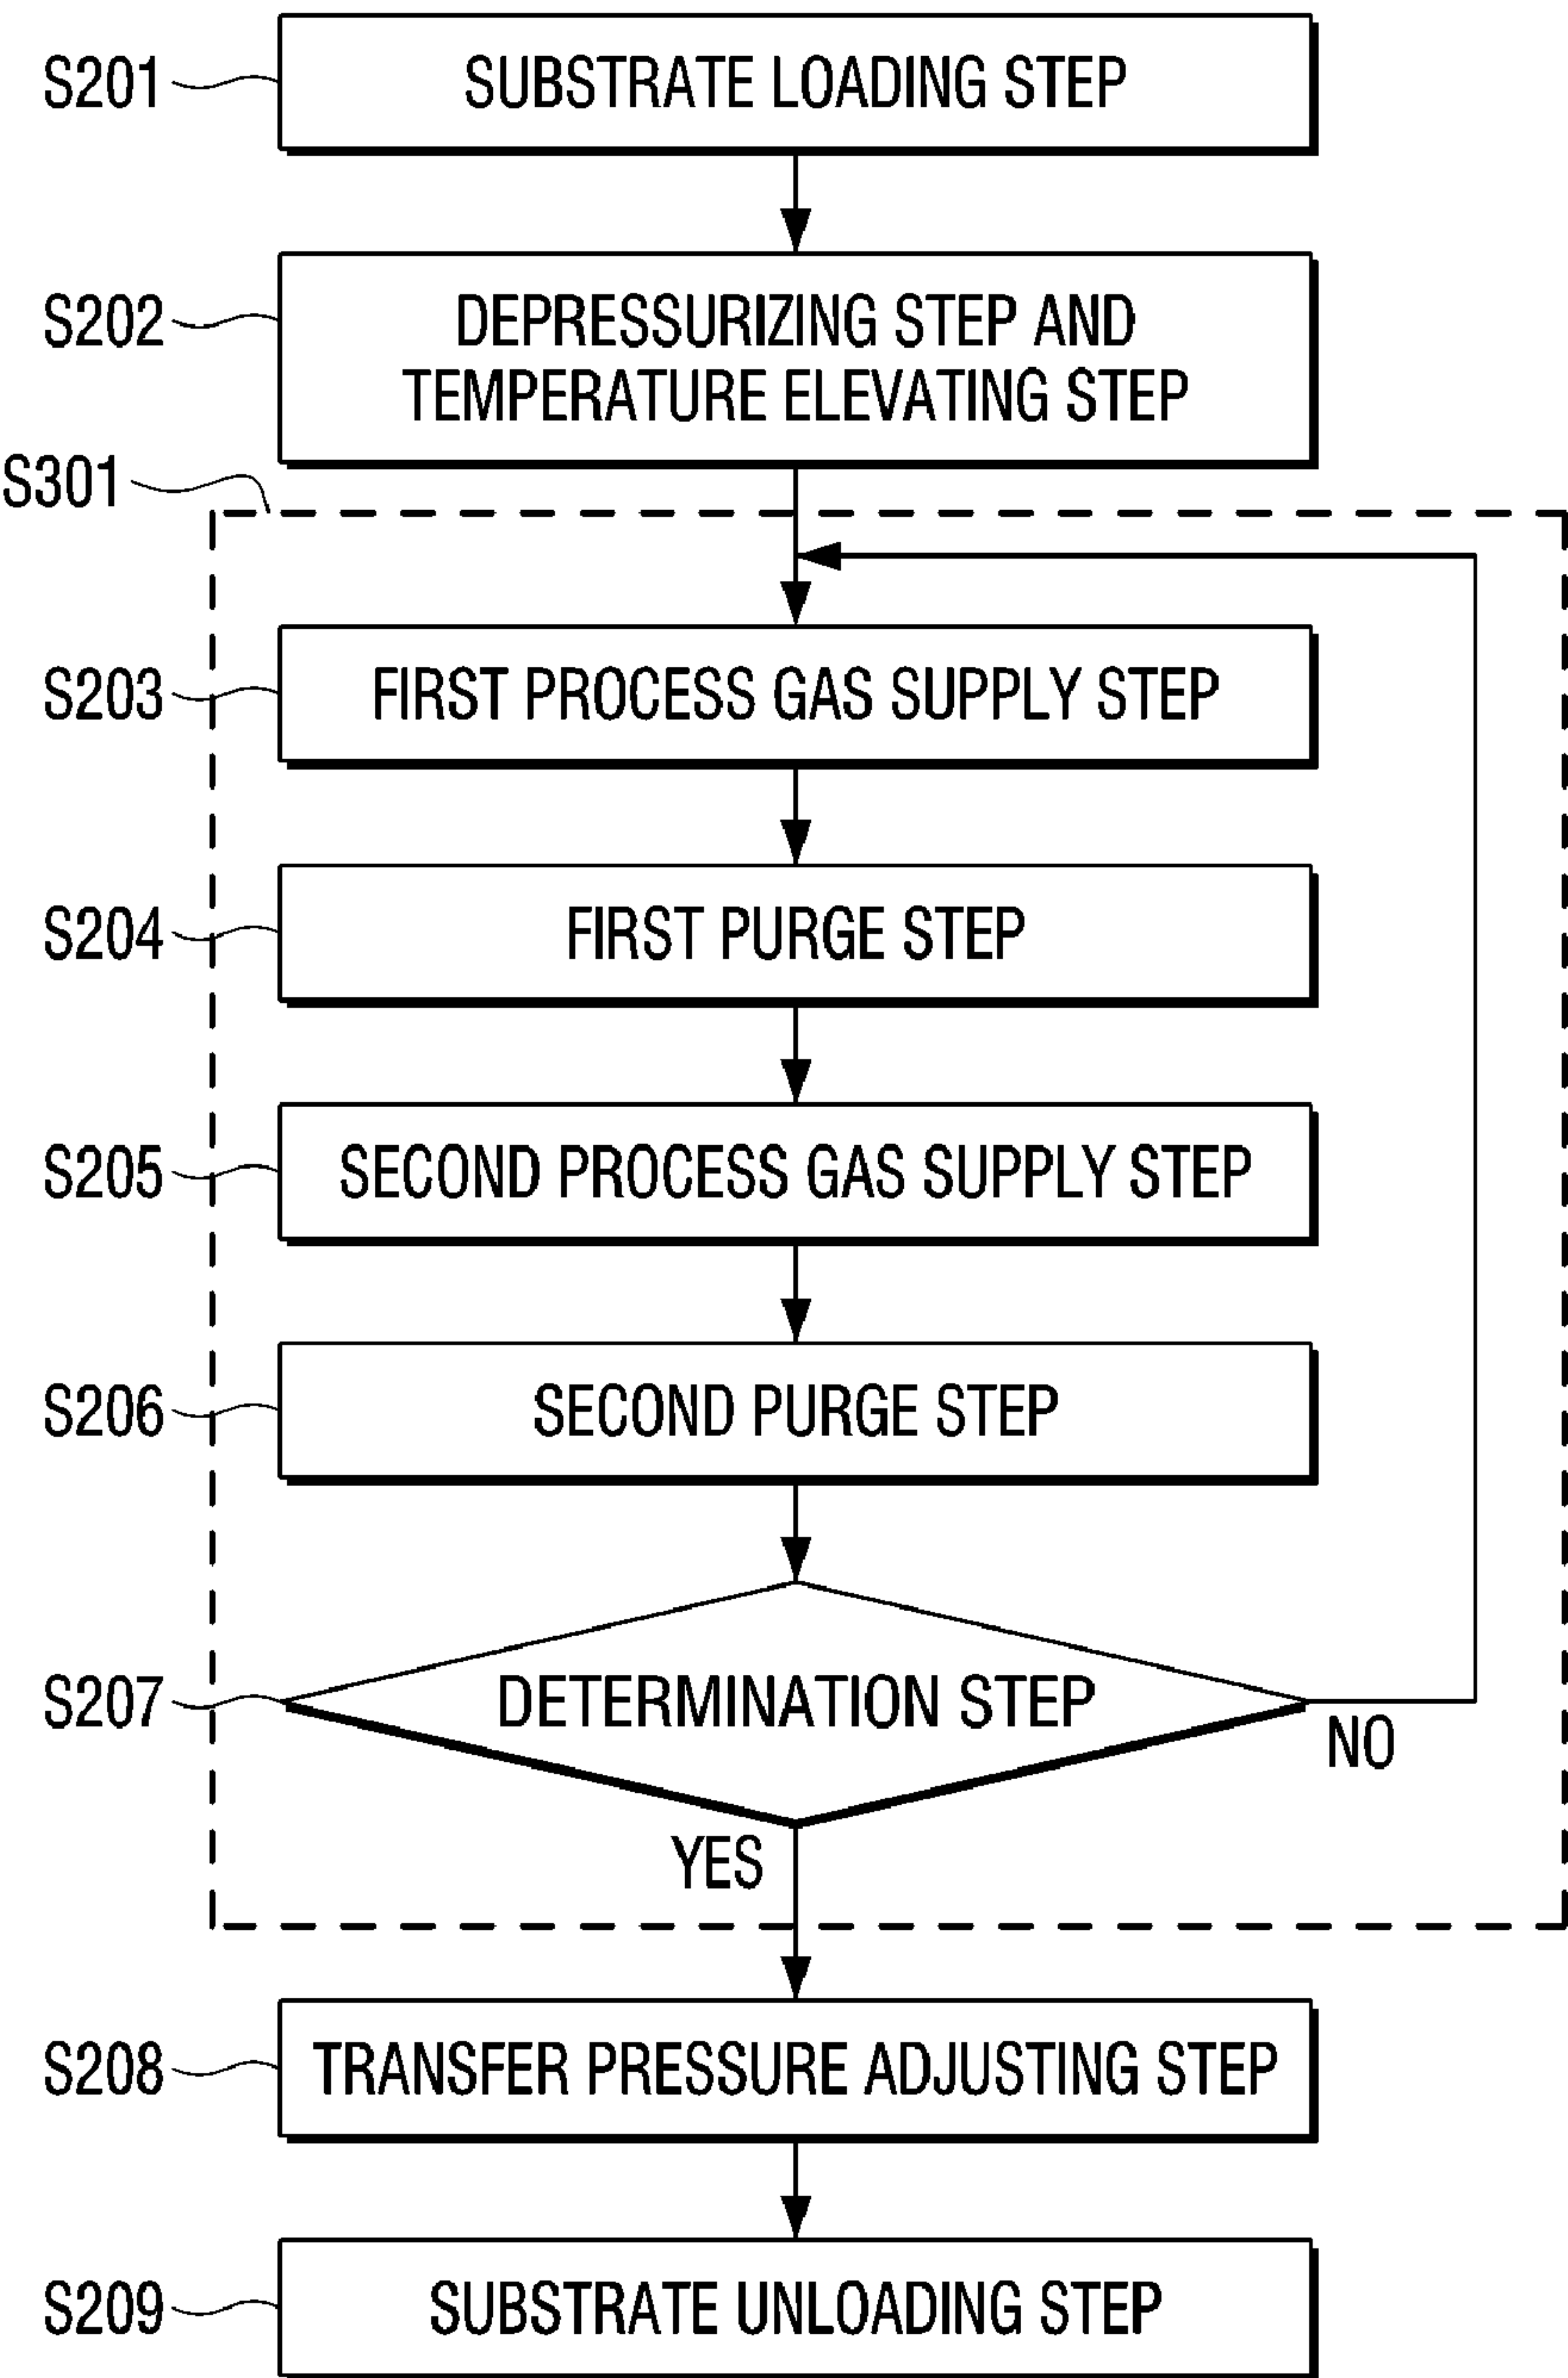 S201 SUBSTRATE LOADING STEP
S202 DEPRESSURIZING STEP AND
TEMPERATURE ELEVATING STEP
S301
S203 FIRST PROCESS GAS SUPPLY STEP
S204 FIRST PURGE STEP
S205 SECOND PROCESS GAS SUPPLY STEP
S206 SECOND PURGE STEP
S207 DETERMINATION STEP
NO
YES
S208 TRANSFER PRESSURE ADJUSTING STEP
S209 SUBSTRATE UNLOADING STEP